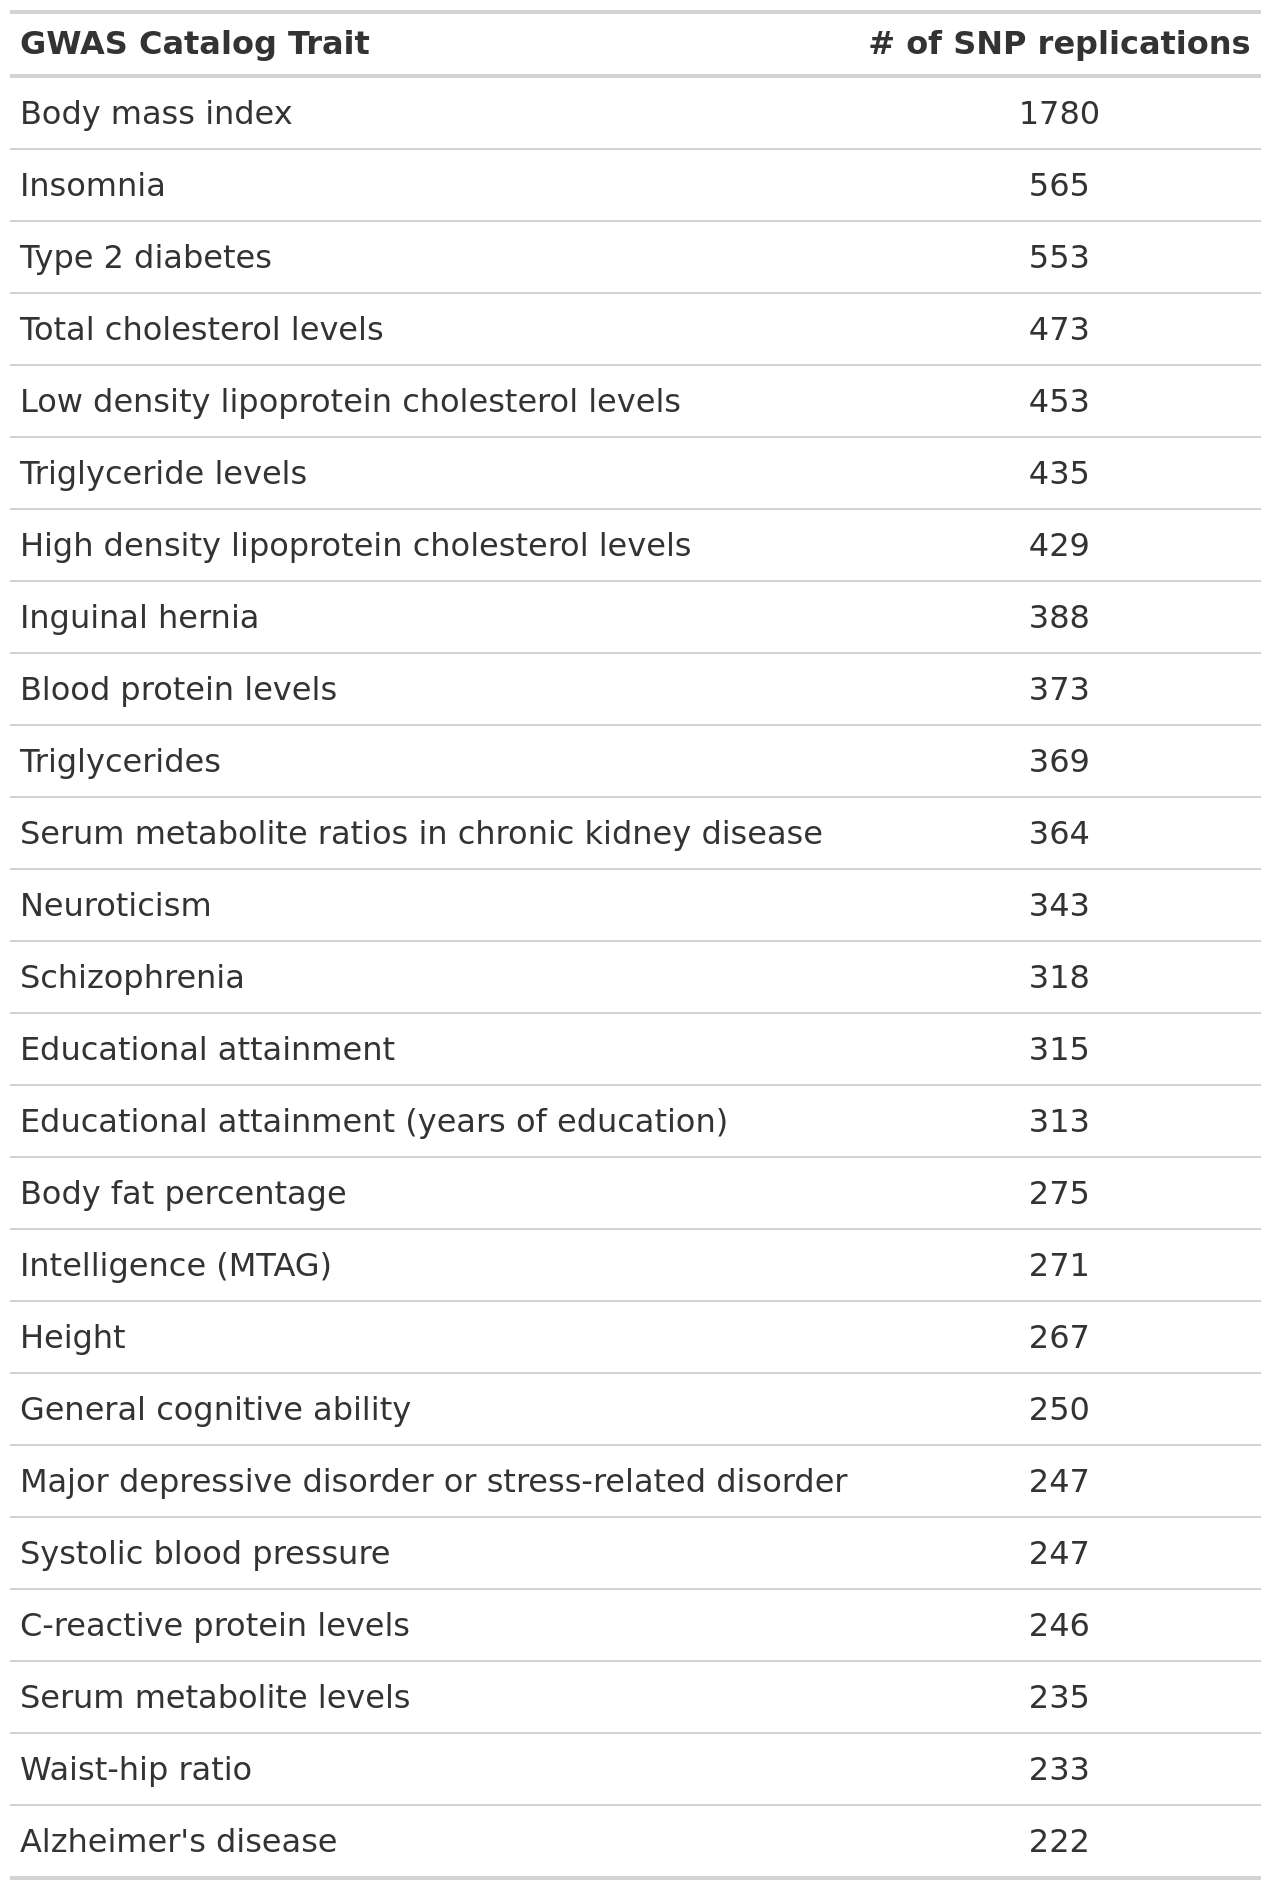 GWAS Catalog Trait # of SNP replications
Body mass index 1780
Insomnia 565
Type 2 diabetes 553
Total cholesterol levels 473
Low density lipoprotein cholesterol levels 453
Triglyceride levels 435
High density lipoprotein cholesterol levels 429
Inguinal hernia 388
Blood protein levels 373
Triglycerides 369
Serum metabolite ratios in chronic kidney disease 364
Neuroticism 343
Schizophrenia 318
Educational attainment 315
Educational attainment (years of education) 313
Body fat percentage 275
Intelligence (MTAG) 271
Height 267
General cognitive ability 250
Major depressive disorder or stress-related disorder 247
Systolic blood pressure 247
C-reactive protein levels 246
Serum metabolite levels 235
Waist-hip ratio 233
Alzheimer's disease 222